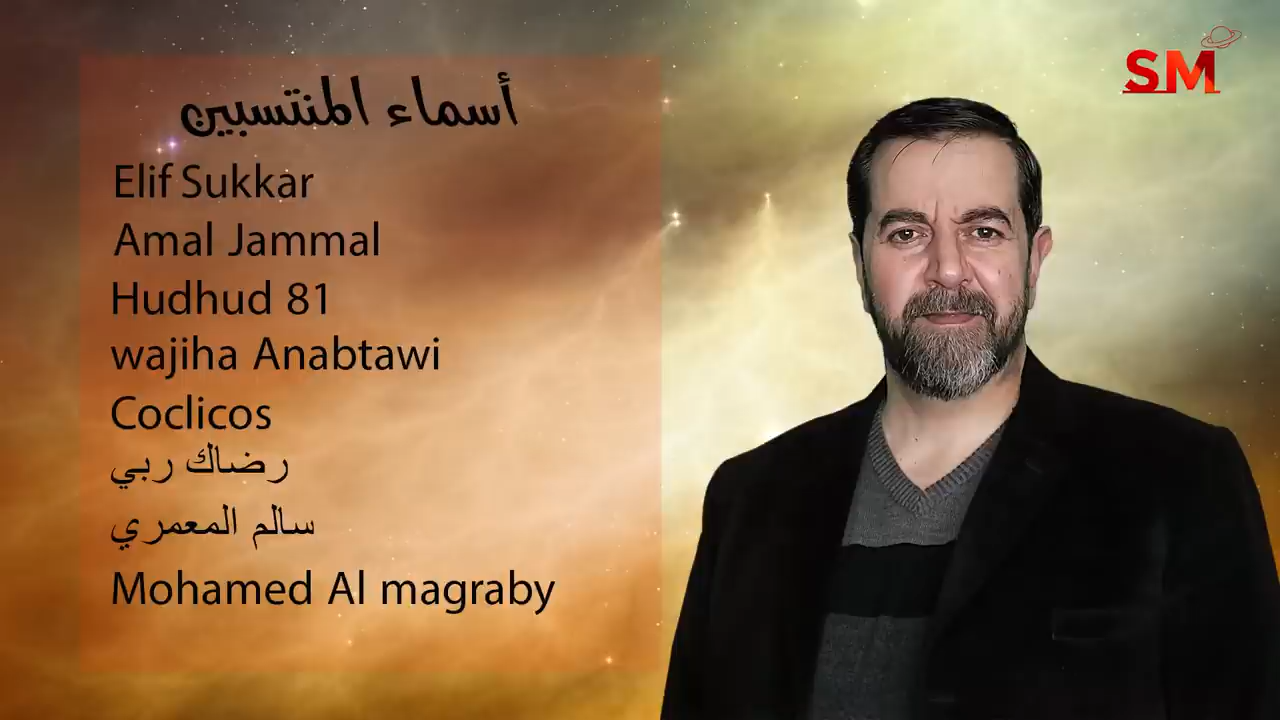 أسماء المنتسبين
Elif Sukkar
Amal Jammal
Hudhud 81
wajiha Anabtawi
Coclicos
رضاك ربي
سالم المعمري
Mohamed Al magraby
SM